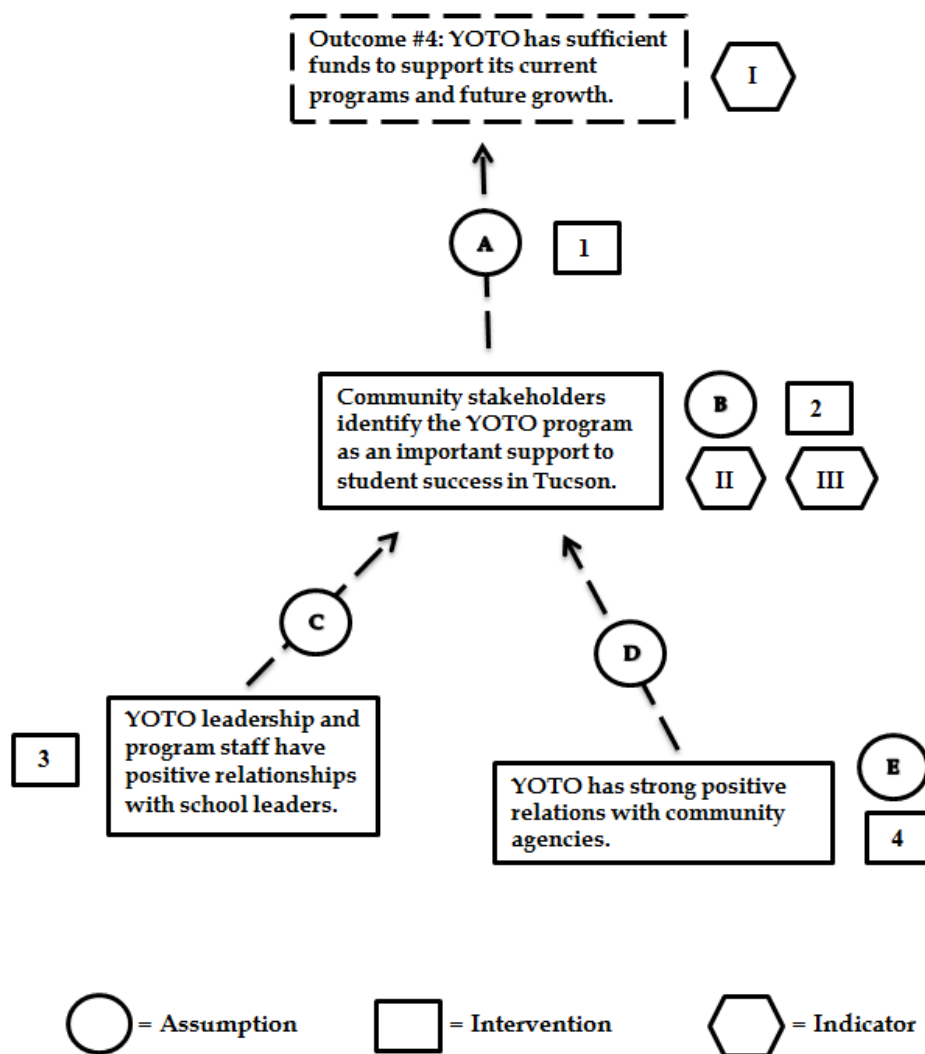 Outcome #4: YOTO has sufficient
funds to support its current
programs and future growth.
I
A
1
Community stakeholders
identify the YOTO program
as an important support to
student success in Tucson.
B
2
II
III
C
D
3
YOTO leadership and
program staff have
positive relationships
with school leaders.
YOTO has strong positive
relations with community
agencies.
E
4
= Assumption
= Intervention
= Indicator